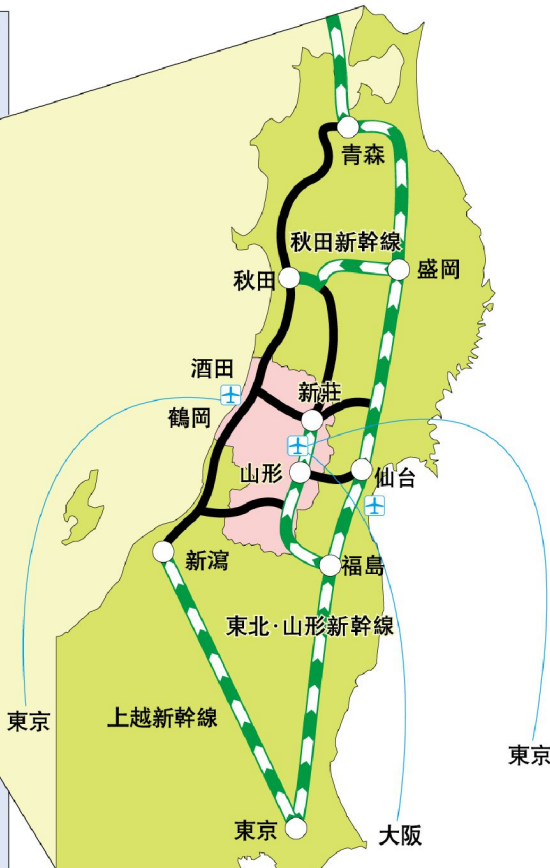 青森
秋田新幹線
秋田
盛岡
酒田
新荘
鶴岡
山形
仙台
新潟
福島
東北・山形新幹線
東京
上越新幹線
東京
東京
大阪